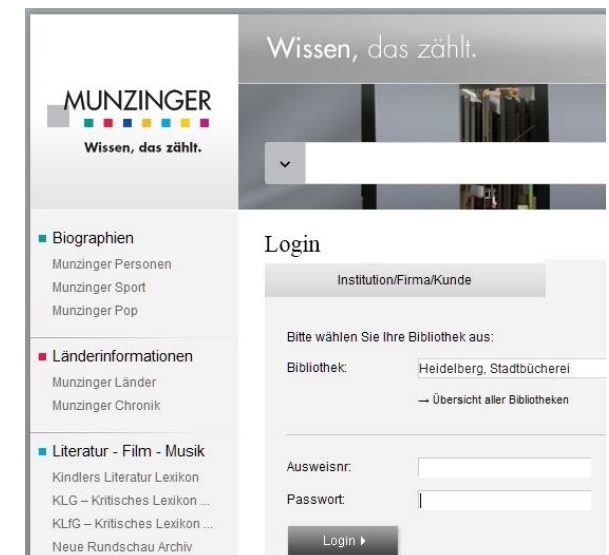 Wissen, das zählt.
MUNZINGER
Wissen, das zählt.
Biographien
Munzinger Personen
Munzinger Sport
Munzinger Pop
Länderinformationen
Munzinger Länder
Munzinger Chronik
Literatur - Film - Musik
Kindlers Literatur Lexikon
KLG – Kritisches Lexikon ...
KLfG – Kritisches Lexikon ...
Neue Rundschau Archiv
Login
Institution/Firma/Kunde
Bitte wählen Sie Ihre Bibliothek aus:
Bibliothek: Heidelberg, Stadtbücherei
→ Übersicht aller Bibliotheken
Ausweisnr:
Passwort:
Login